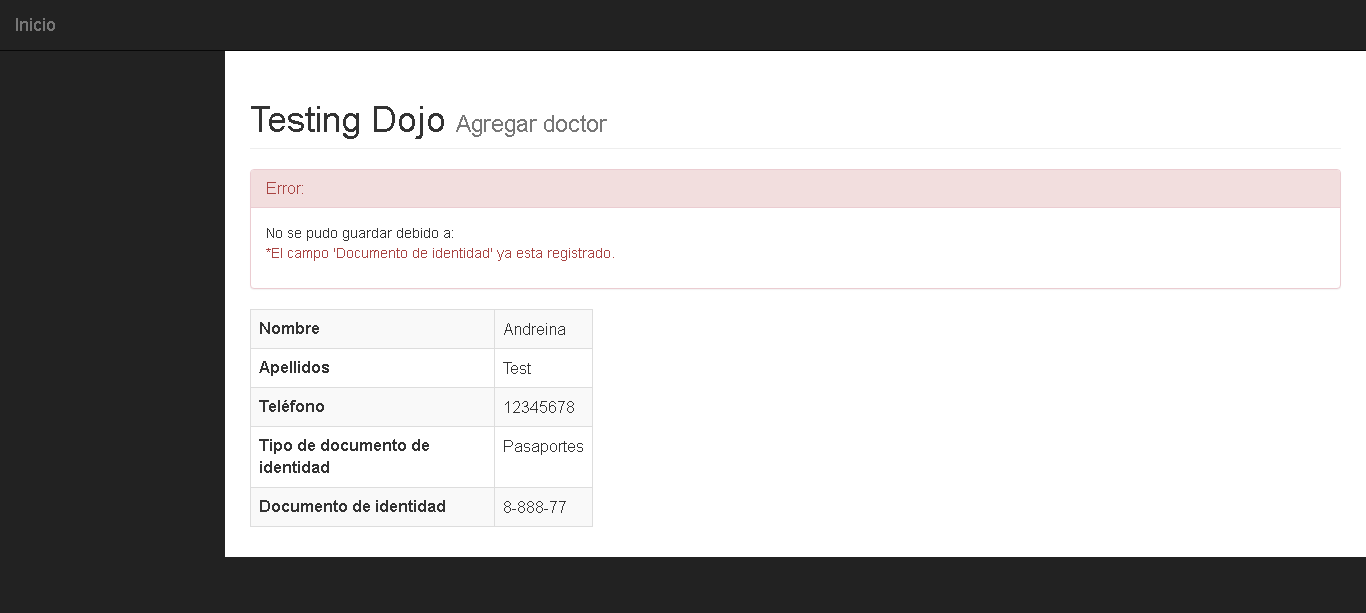 Inicio
Testing Dojo Agregar doctor
Error:
No se pudo guardar debido a:
*El campo 'Documento de identidad' ya esta registrado.
Nombre Andreina
Apellidos Test
Teléfono 12345678
Tipo de documento de Pasaportes
identidad
Documento de identidad 8-888-77